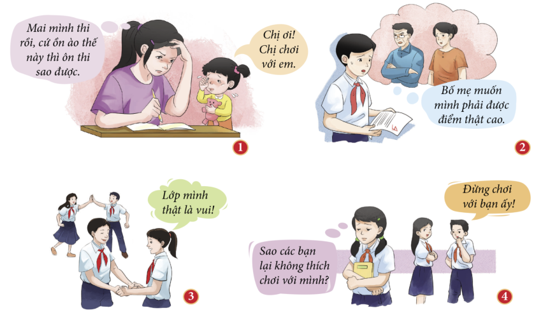 Mai mình thi
rồi, cứ ồn ào thế
này thì ôn thi
sao được.
Chị ơi!
Chị chơi
với em.
1
Bố mẹ muốn
mình phải được
điểm thật cao.
2
Lớp mình
thật là vui!
3
Đừng chơi
với bạn ấy!
Sao các bạn
lại không thích
chơi với mình?
4